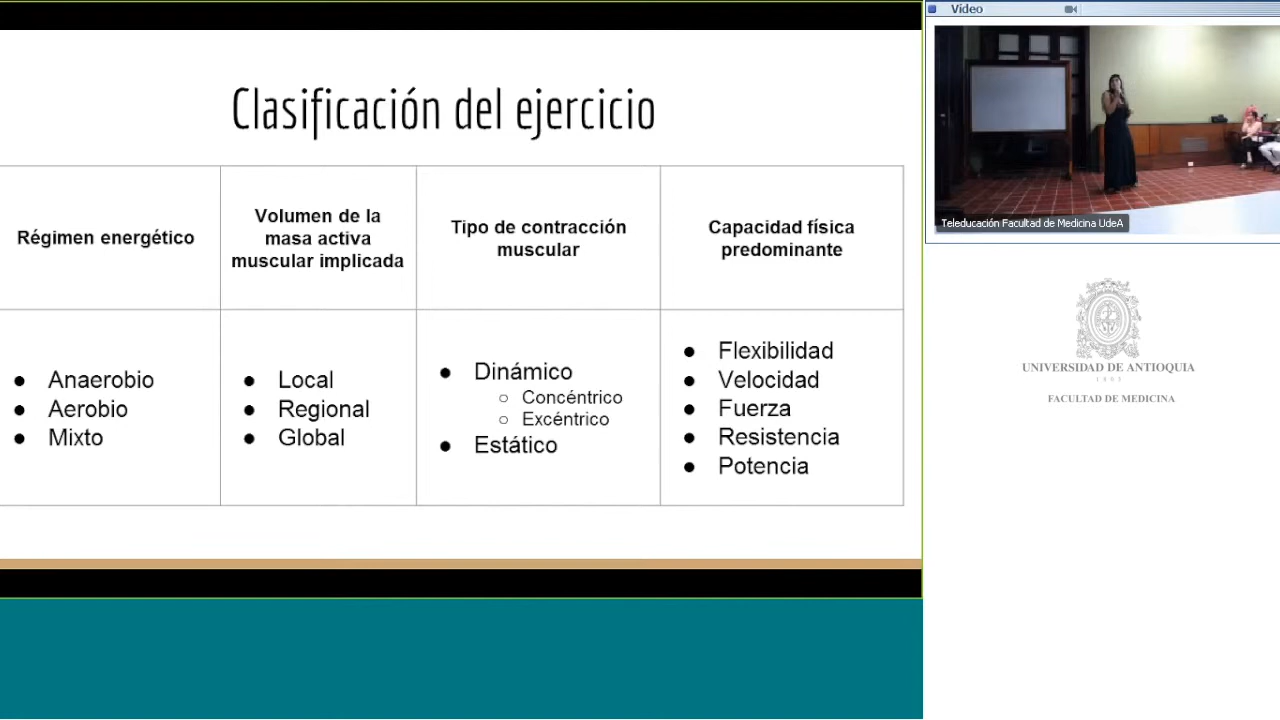 Clasificación del ejercicio
Régimen energético
Volumen de la
masa activa
muscular implicada
Tipo de contracción
muscular
Capacidad física
predominante
Anaerobio
Aerobio
Mixto
Local
Regional
Global
Dinámico
Concéntrico
Excéntrico
Estático
Flexibilidad
Velocidad
Fuerza
Resistencia
Potencia
Vídeo
Teleducación Facultad de Medicina UdeA
UNIVERSIDAD DE ANTIOQUIA
1803
FACULTAD DE MEDICINA